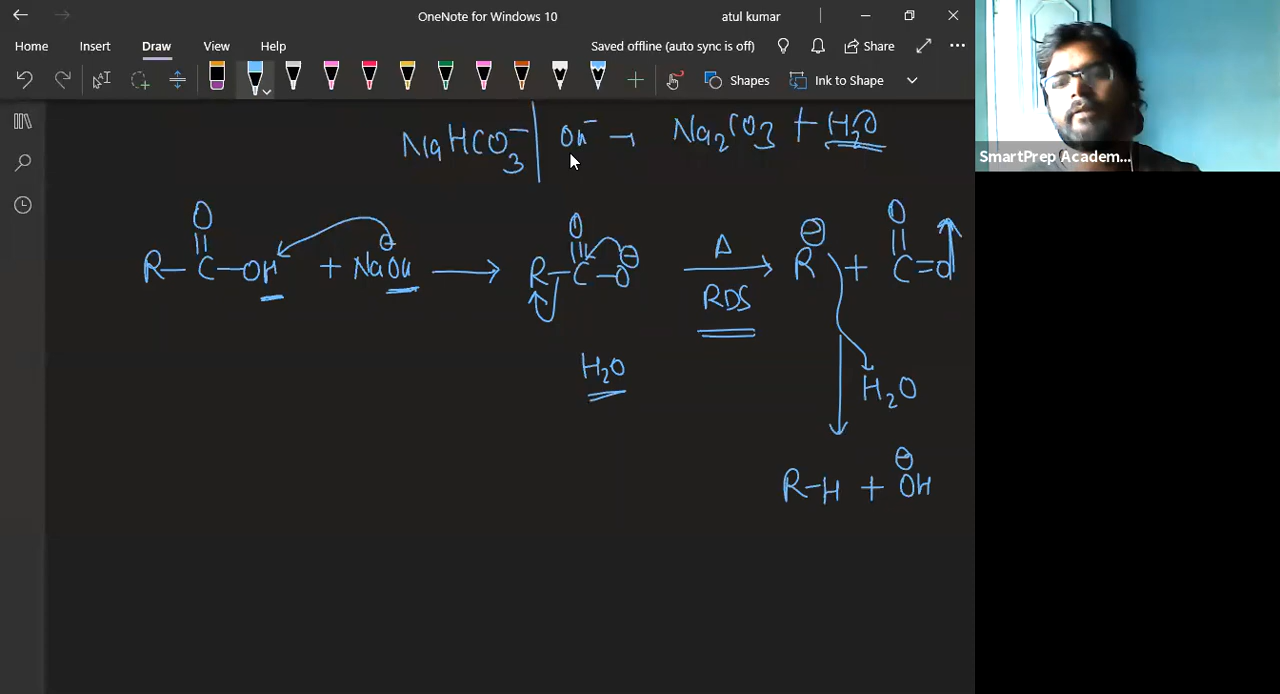 OneNote for Windows 10
atul kumar
Home Insert Draw View Help
Saved offline (auto sync is off)
Share
Shapes
Ink to Shape
SmartPrep Academ...
NaHCO3⁻ | OH⁻ → Na2CO3 + H2O
O O ⊖ O
R–C–OH + NaOH → R–C–O⊖ Δ R + C=O↑
RDS
H2O
H2O
⊖
R–H + OH